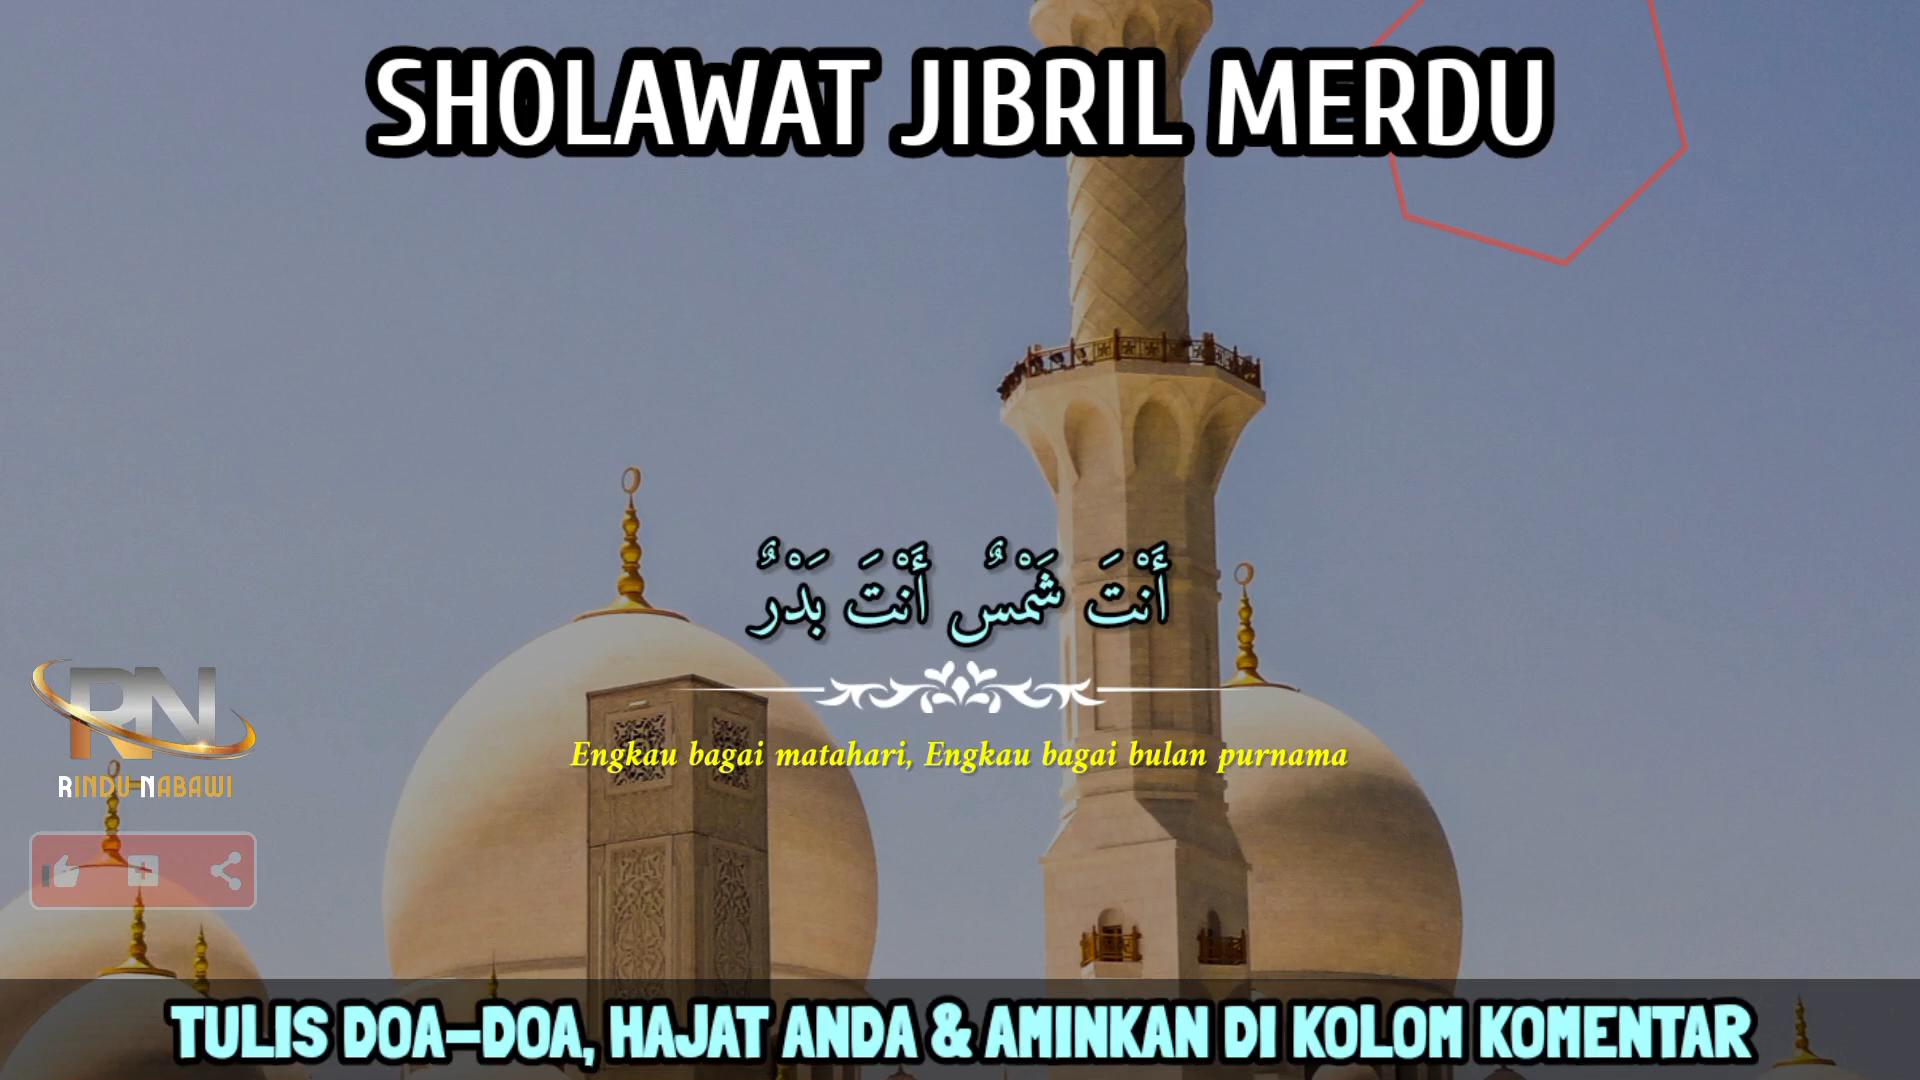 SHOLAWAT JIBRIL MERDU
أَنْتَ شَمْسٌ أَنْتَ بَدْرٌ
Engkau bagai matahari, Engkau bagai bulan purnama
RN
RINDU NABAWI
TULIS DOA-DOA, HAJAT ANDA & AMINKAN DI KOLOM KOMENTAR